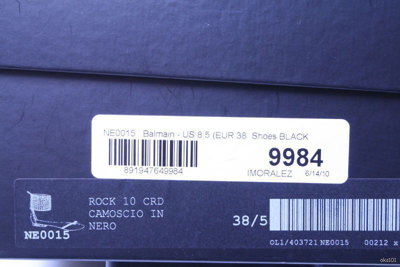 NE0015 Balmain - US 8.5 (EUR 38 Shoes BLACK
891947649984
9984
IMORALEZ 6/14/10
NE0015
ROCK 10 CRD
CAMOSCIO IN
NERO
38/5
OL1/403721 NE0015 00212 x
okd101